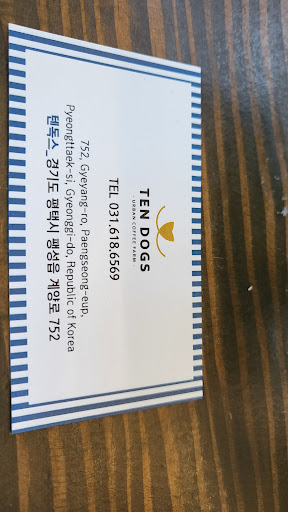 TEN DOGS
URBAN COFFEE FARM
TEL 031.618.6569
752, Gyeyang-ro, Paengseong-eup,
Pyeongttaek-si, Gyeonggi-do, Republic of Korea
텐독스_경기도 평택시 팽성읍 계양로 752